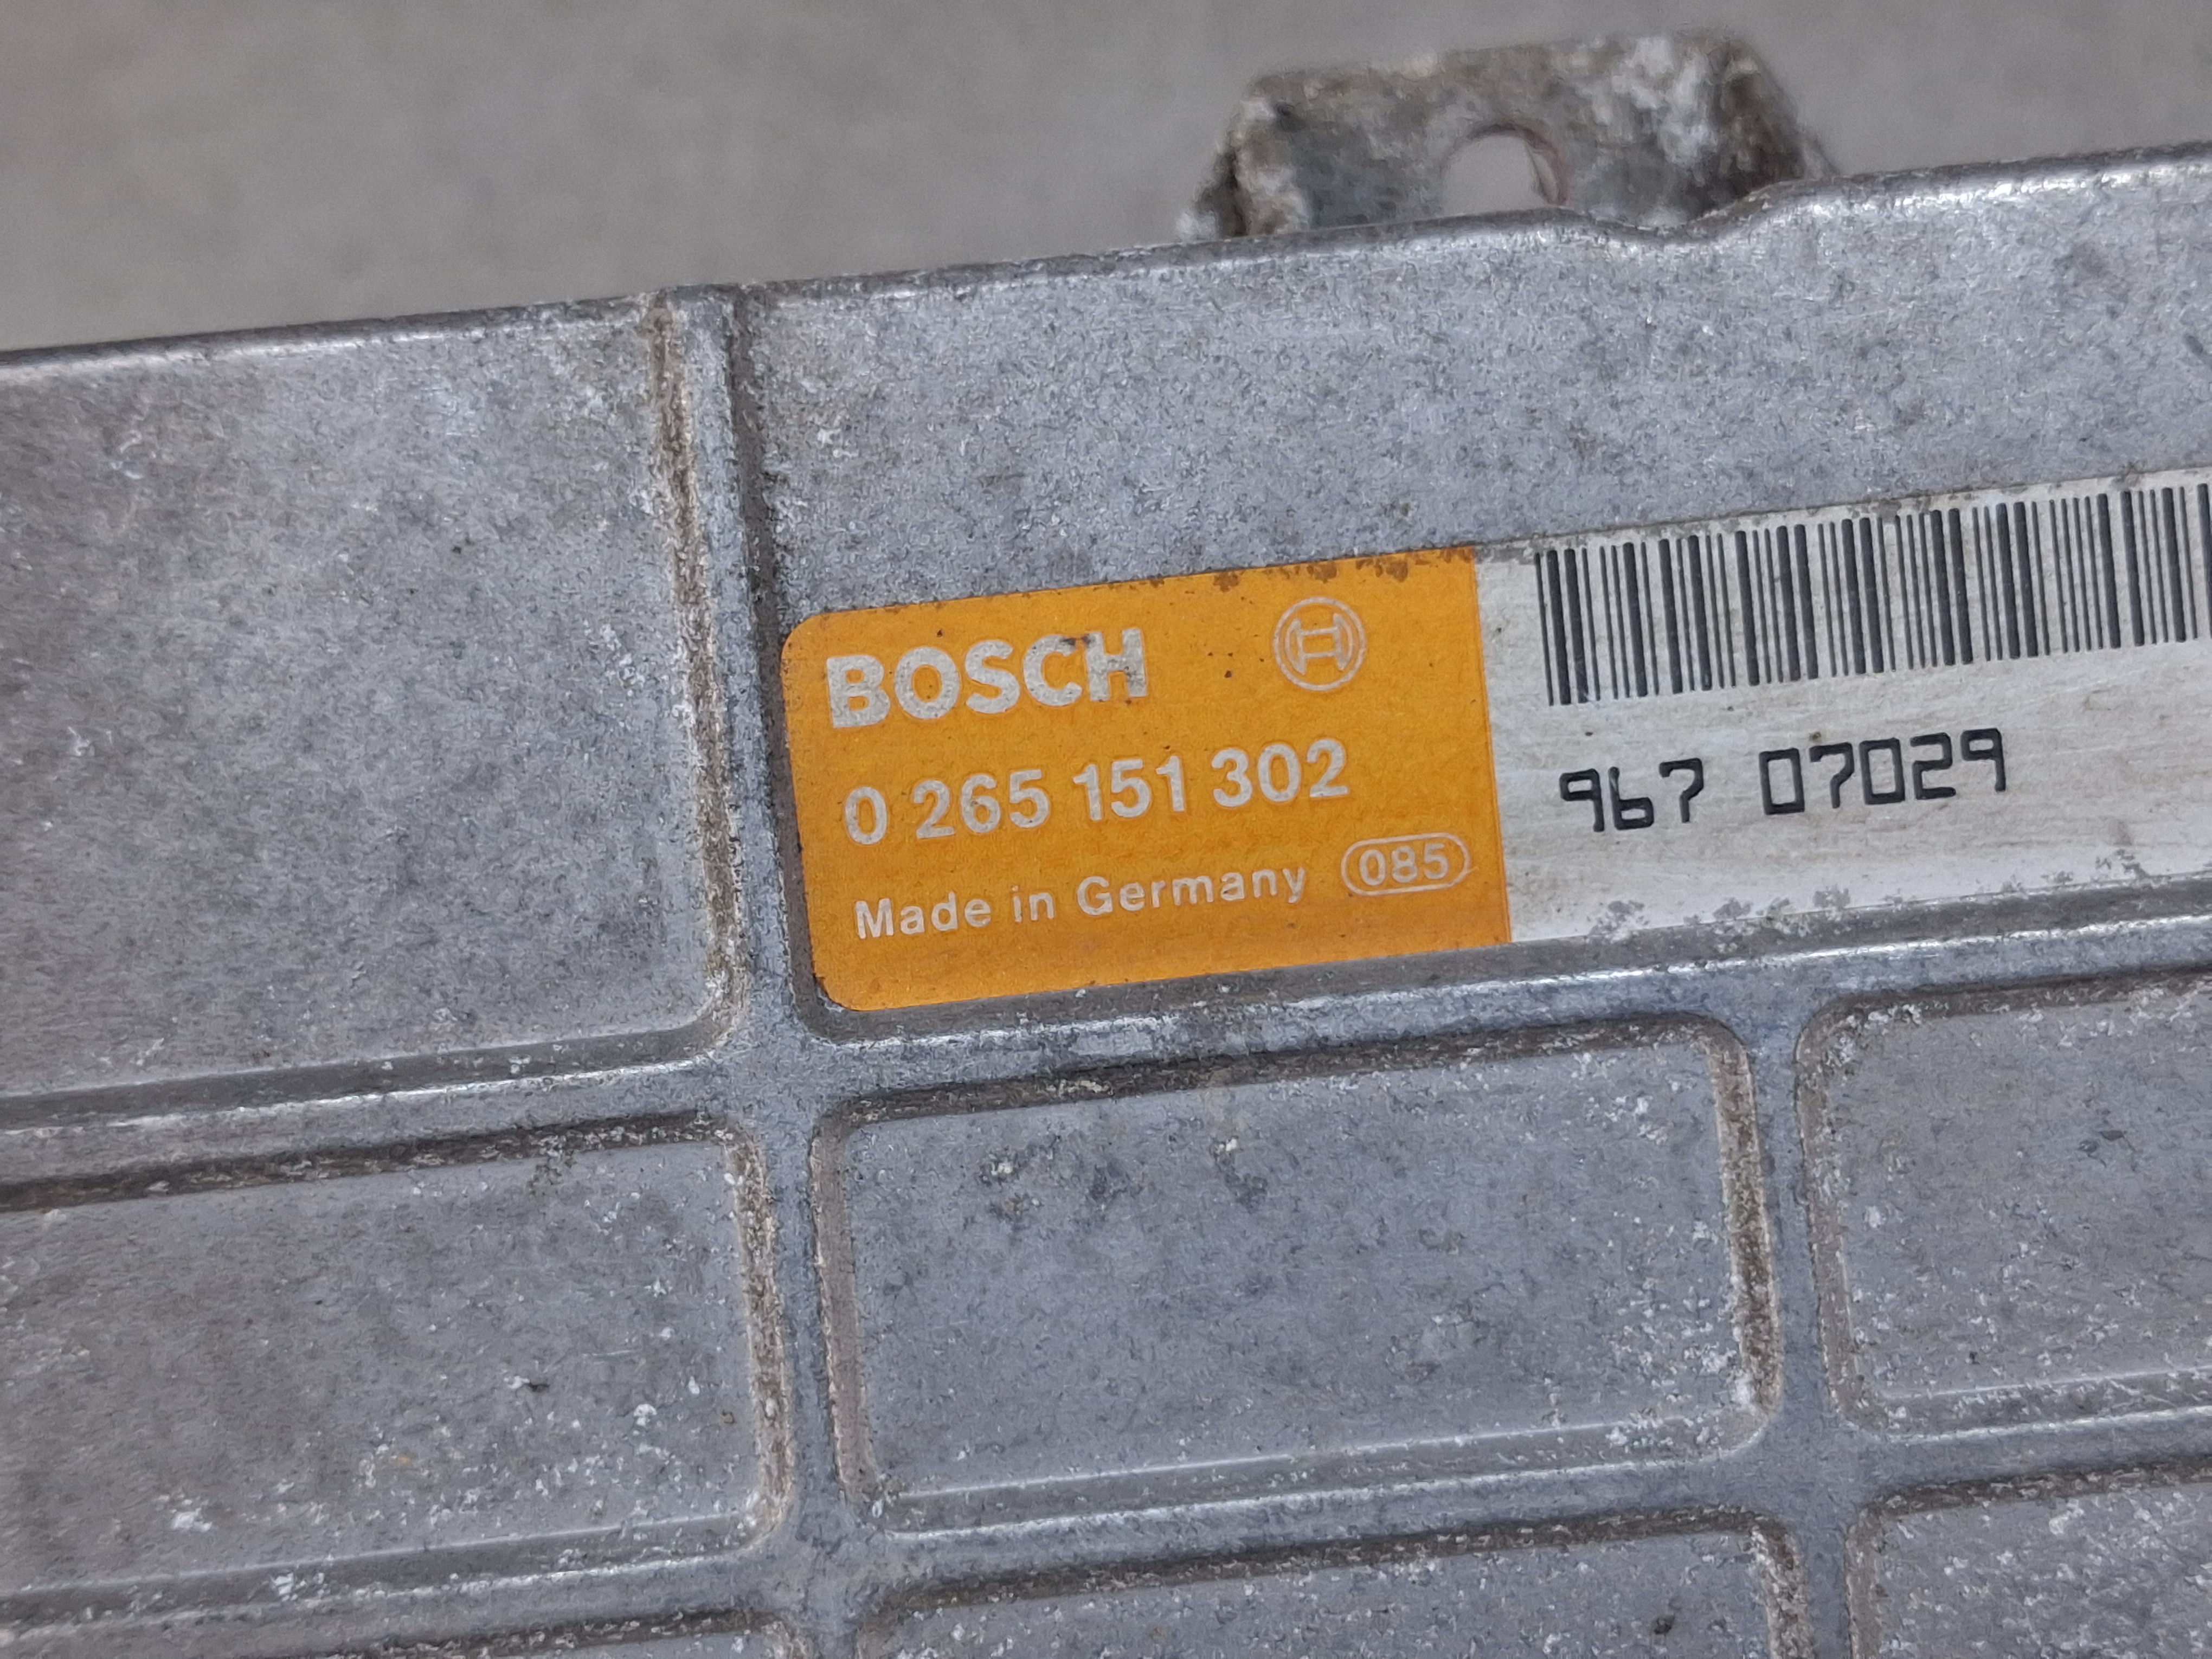 BOSCH
0 265 151 302
Made in Germany 085
967 07029